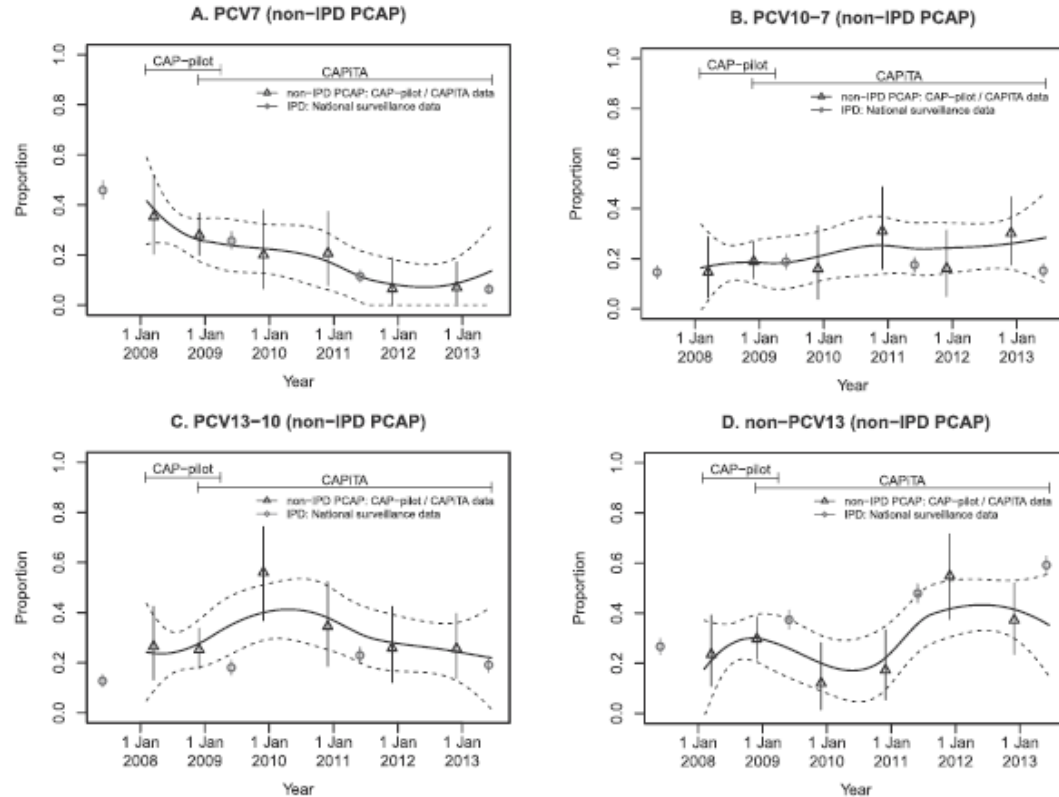 A. PCV7 (non-IPD PCAP)
CAP-pilot
CAPiTA
non-IPD PCAP: CAP-pilot / CAPiTA data
IPD: National surveillance data
Proportion
1.0
0.8
0.6
0.4
0.2
0.0
1 Jan 1 Jan 1 Jan 1 Jan 1 Jan 1 Jan
2008 2009 2010 2011 2012 2013
Year
B. PCV10-7 (non-IPD PCAP)
CAP-pilot
CAPiTA
non-IPD PCAP: CAP-pilot / CAPiTA data
IPD: National surveillance data
Proportion
1.0
0.8
0.6
0.4
0.2
0.0
1 Jan 1 Jan 1 Jan 1 Jan 1 Jan 1 Jan
2008 2009 2010 2011 2012 2013
Year
C. PCV13-10 (non-IPD PCAP)
CAP-pilot
CAPiTA
non-IPD PCAP: CAP-pilot / CAPiTA data
IPD: National surveillance data
Proportion
1.0
0.8
0.6
0.4
0.2
0.0
1 Jan 1 Jan 1 Jan 1 Jan 1 Jan 1 Jan
2008 2009 2010 2011 2012 2013
Year
D. non-PCV13 (non-IPD PCAP)
CAP-pilot
CAPiTA
non-IPD PCAP: CAP-pilot / CAPiTA data
IPD: National surveillance data
Proportion
1.0
0.8
0.6
0.4
0.2
0.0
1 Jan 1 Jan 1 Jan 1 Jan 1 Jan 1 Jan
2008 2009 2010 2011 2012 2013
Year